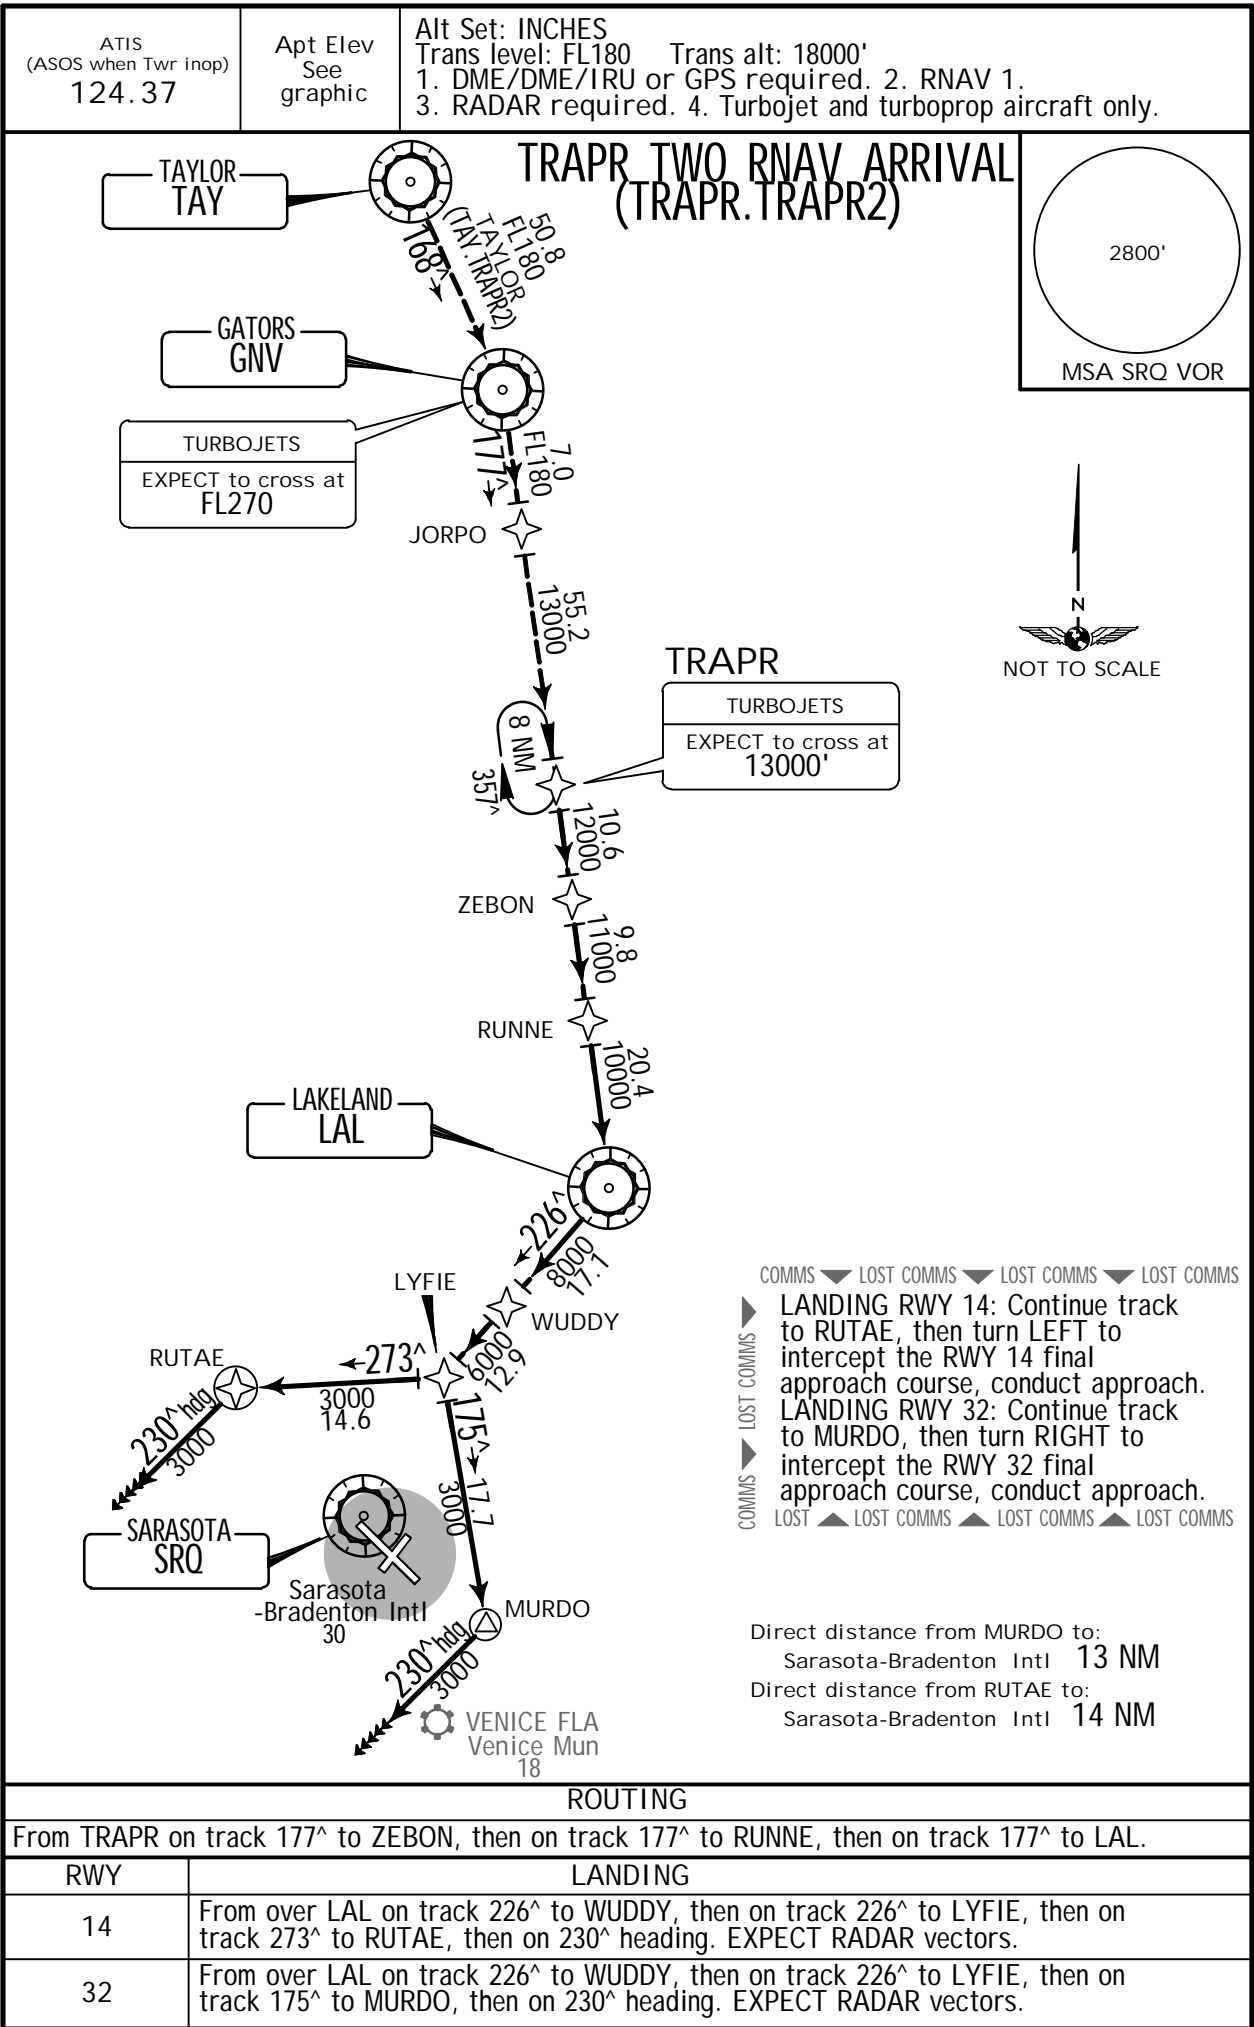 ATIS
(ASOS when Twr inop)
124.37
Apt Elev
See
graphic
Alt Set: INCHES
Trans level: FL180 Trans alt: 18000'
1. DME/DME/IRU or GPS required. 2. RNAV 1.
3. RADAR required. 4. Turbojet and turboprop aircraft only.
TRAPR TWO RNAV ARRIVAL
(TRAPR.TRAPR2)
2800'
MSA SRQ VOR
TAYLOR
TAY
50.8
FL180
TAYLOR
(TAY.TRAPR2)
168^
GATORS
GNV
TURBOJETS
EXPECT to cross at
FL270
7.0
FL180
177^
JORPO
55.2
13000
N
NOT TO SCALE
TRAPR
TURBOJETS
EXPECT to cross at
13000'
8 NM
357^
10.6
12000
ZEBON
9.8
11000
RUNNE
20.4
10000
LAKELAND
LAL
226^
8000
17.1
LYFIE
WUDDY
6000
12.9
RUTAE
273^
3000
14.6
230^ hdg
3000
175^
17.7
3000
SARASOTA
SRQ
Sarasota
-Bradenton Intl
30
MURDO
230^ hdg
3000
VENICE FLA
Venice Mun
18
COMMS LOST COMMS LOST COMMS LOST COMMS
COMMS LOST COMMS
LANDING RWY 14: Continue track
to RUTAE, then turn LEFT to
intercept the RWY 14 final
approach course, conduct approach.
LANDING RWY 32: Continue track
to MURDO, then turn RIGHT to
intercept the RWY 32 final
approach course, conduct approach.
LOST LOST COMMS LOST COMMS LOST COMMS
Direct distance from MURDO to:
Sarasota-Bradenton Intl 13 NM
Direct distance from RUTAE to:
Sarasota-Bradenton Intl 14 NM
ROUTING
From TRAPR on track 177^ to ZEBON, then on track 177^ to RUNNE, then on track 177^ to LAL.
RWY LANDING
14
From over LAL on track 226^ to WUDDY, then on track 226^ to LYFIE, then on
track 273^ to RUTAE, then on 230^ heading. EXPECT RADAR vectors.
32
From over LAL on track 226^ to WUDDY, then on track 226^ to LYFIE, then on
track 175^ to MURDO, then on 230^ heading. EXPECT RADAR vectors.